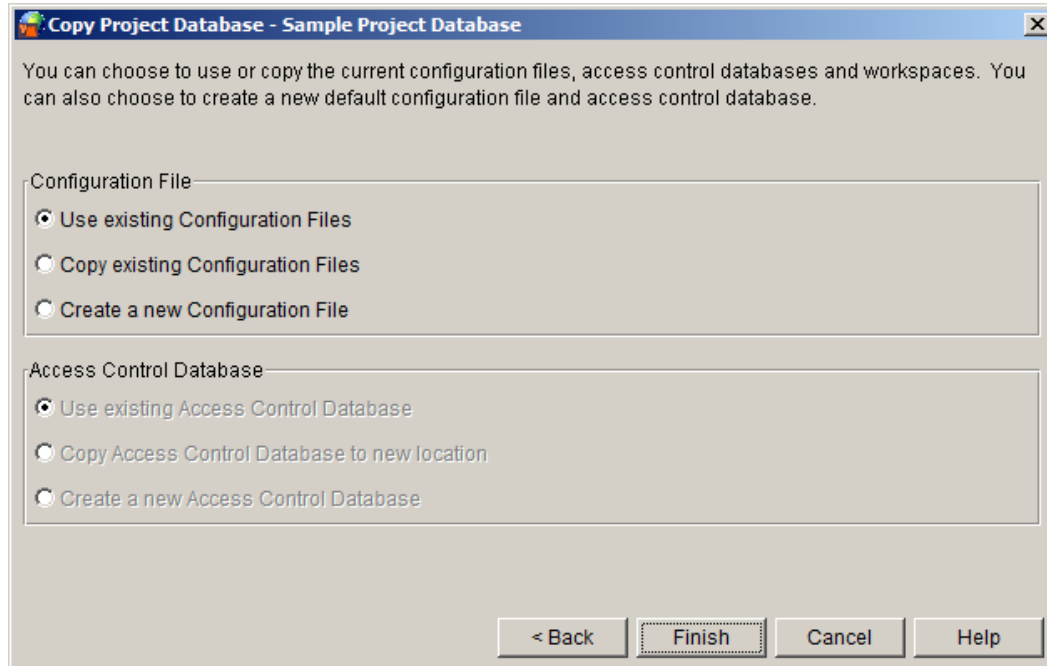 Copy Project Database - Sample Project Database
You can choose to use or copy the current configuration files, access control databases and workspaces. You
can also choose to create a new default configuration file and access control database.
Configuration File
Use existing Configuration Files
Copy existing Configuration Files
Create a new Configuration File
Access Control Database
Use existing Access Control Database
Copy Access Control Database to new location
Create a new Access Control Database
< Back Finish Cancel Help